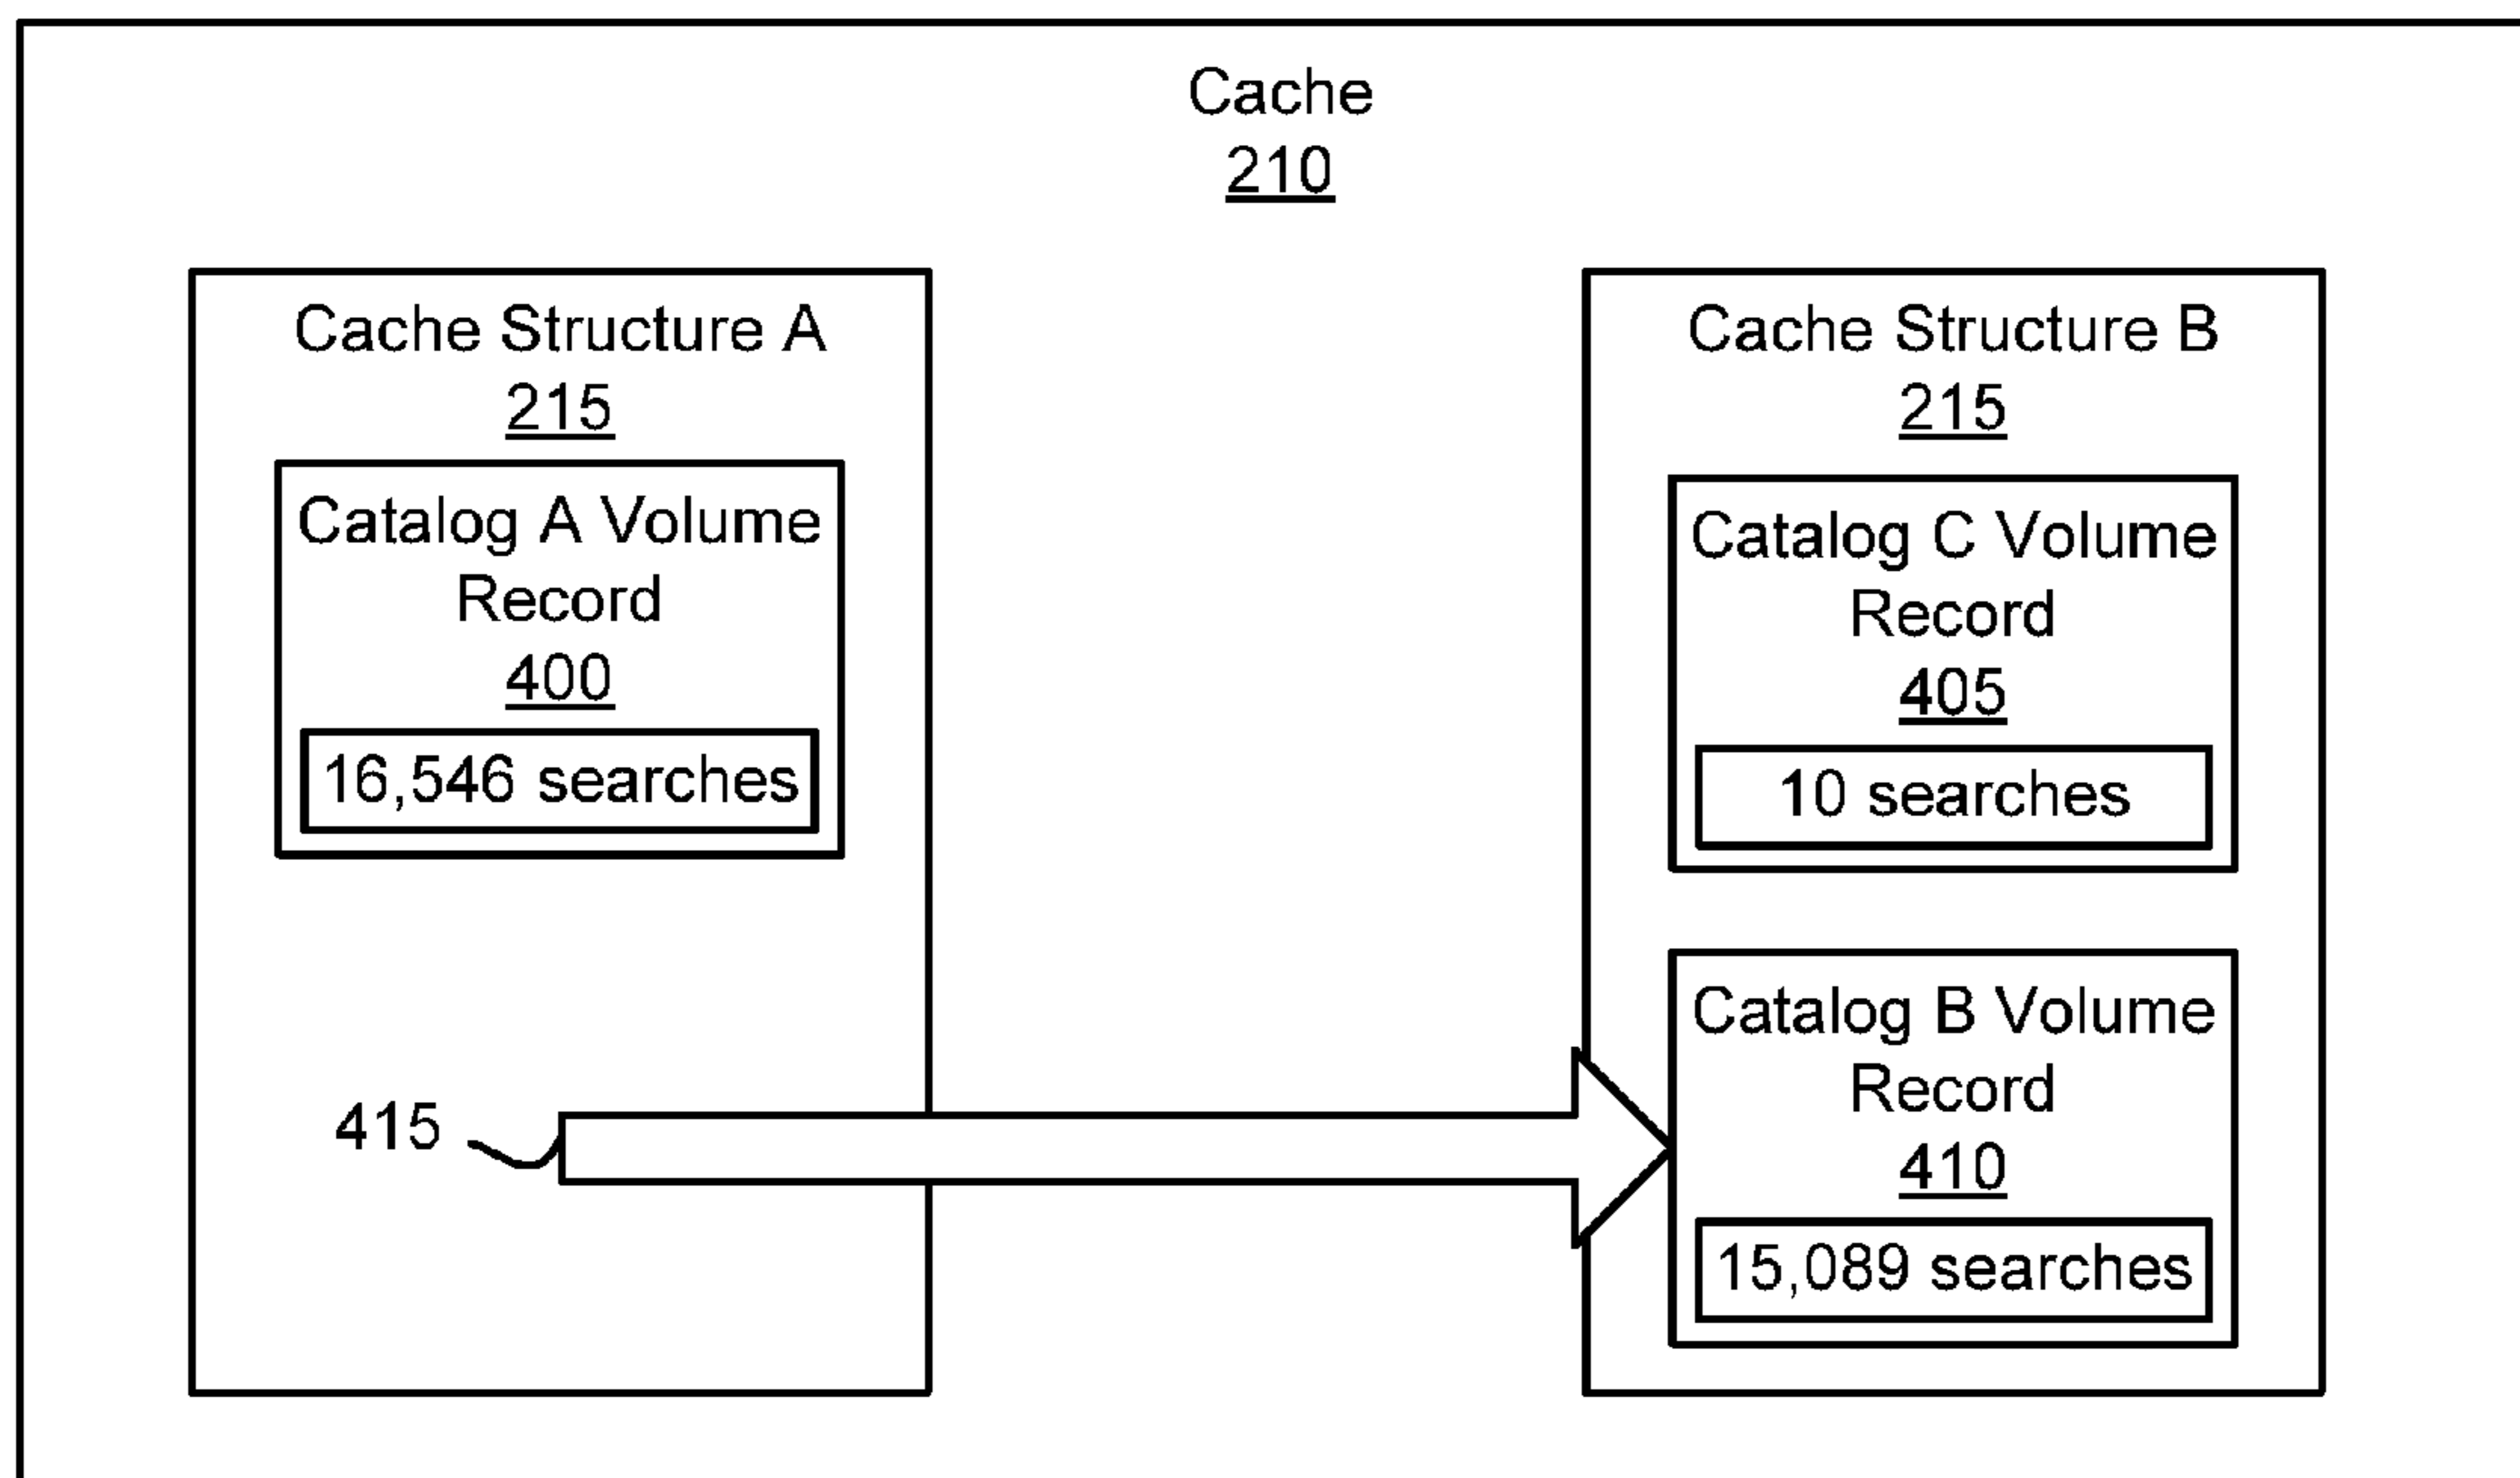 Cache
210
Cache Structure A
215
Catalog A Volume
Record
400
16,546 searches
415
Cache Structure B
215
Catalog C Volume
Record
405
10 searches
Catalog B Volume
Record
410
15,089 searches